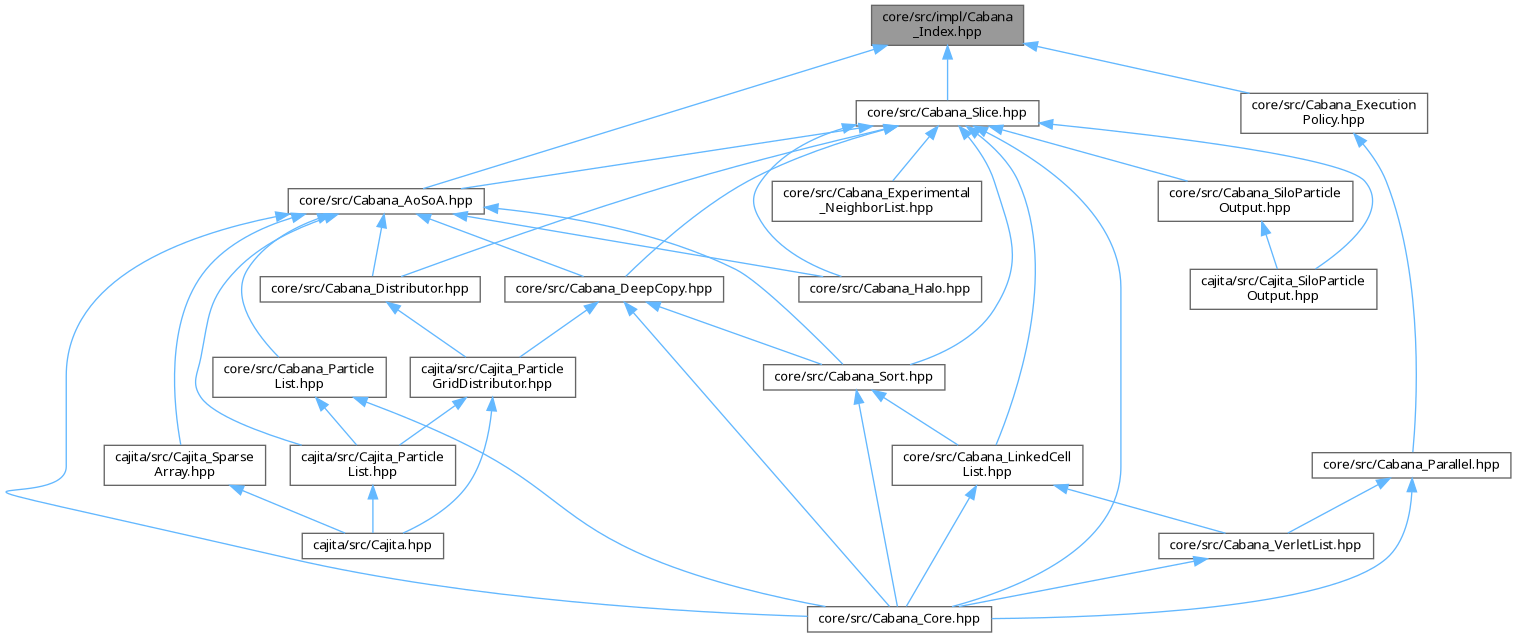 core/src/impl/Cabana
_Index.hpp
core/src/Cabana_Slice.hpp
core/src/Cabana_Execution
Policy.hpp
core/src/Cabana_AoSoA.hpp
core/src/Cabana_Experimental
_NeighborList.hpp
core/src/Cabana_SiloParticle
Output.hpp
core/src/Cabana_Distributor.hpp
core/src/Cabana_DeepCopy.hpp
core/src/Cabana_Halo.hpp
cajita/src/Cajita_SiloParticle
Output.hpp
core/src/Cabana_Particle
List.hpp
cajita/src/Cajita_Particle
GridDistributor.hpp
core/src/Cabana_Sort.hpp
cajita/src/Cajita_Sparse
Array.hpp
cajita/src/Cajita_Particle
List.hpp
core/src/Cabana_LinkedCell
List.hpp
core/src/Cabana_Parallel.hpp
cajita/src/Cajita.hpp
core/src/Cabana_VerletList.hpp
core/src/Cabana_Core.hpp